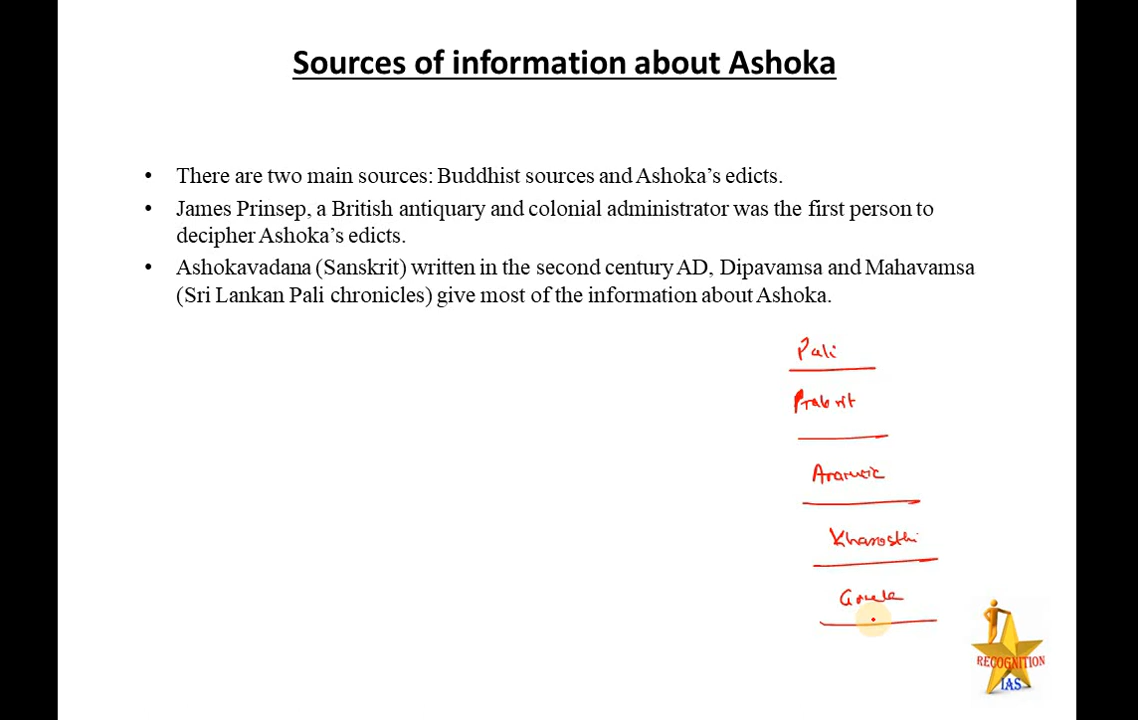 Sources of information about Ashoka
• There are two main sources: Buddhist sources and Ashoka's edicts.
• James Prinsep, a British antiquary and colonial administrator was the first person to
decipher Ashoka's edicts.
• Ashokavadana (Sanskrit) written in the second century AD, Dipavamsa and Mahavamsa
(Sri Lankan Pali chronicles) give most of the information about Ashoka.
Pali
Prakrit
Aramaic
Kharosthi
Greek
RECOGNITION
IAS